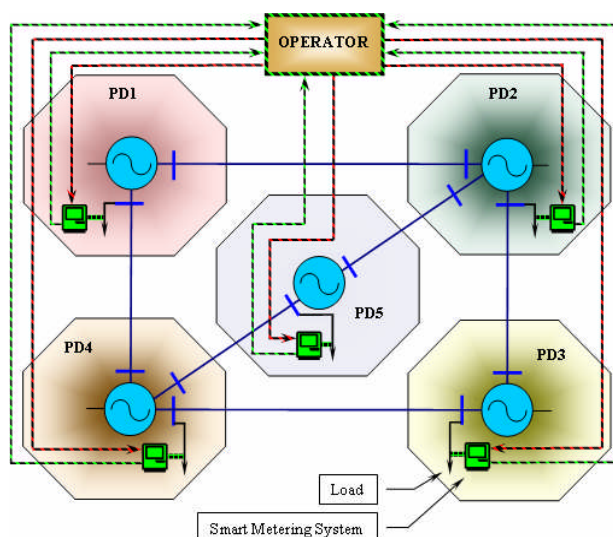 OPERATOR
PD1
PD2
PD5
PD4
PD3
Load
Smart Metering System